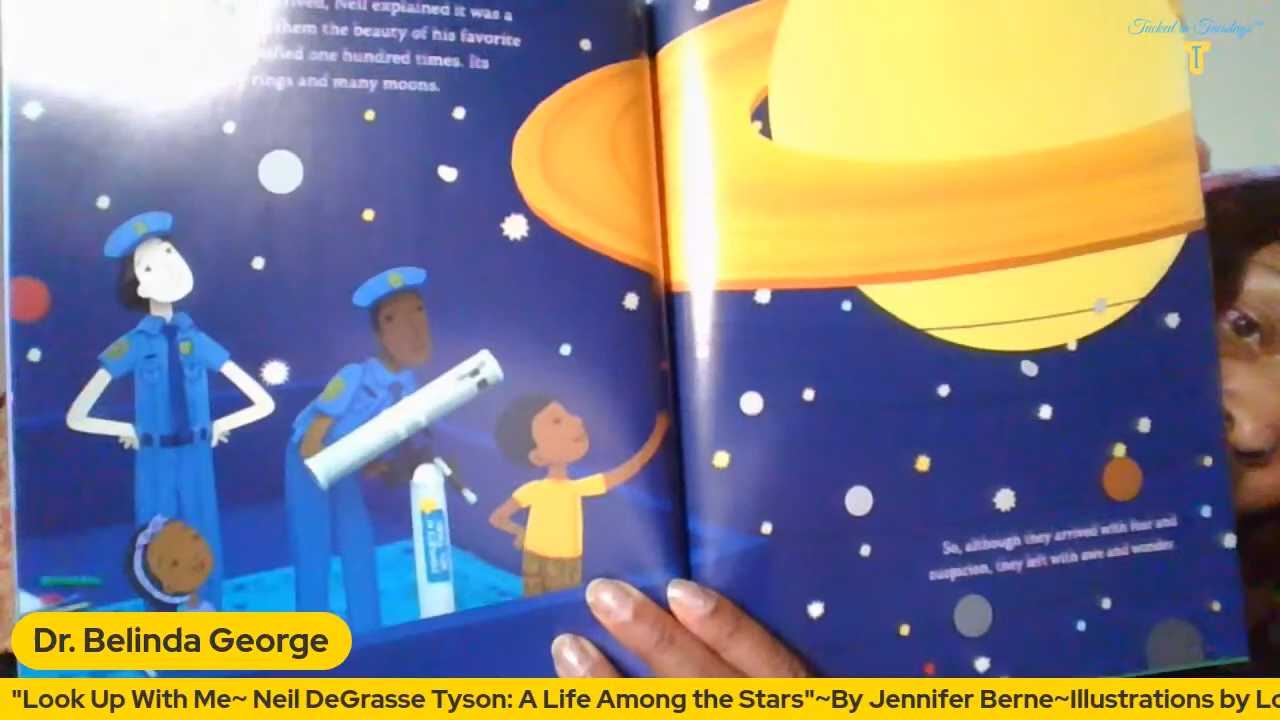 Neil explained it was a
them the beauty of his favorite
one hundred times. Its
rings and many moons.
Tucked in Tuesdays
T
So, although they arrived with fear and
suspicion, they left with awe and wonder.
Dr. Belinda George
"Look Up With Me~ Neil DeGrasse Tyson: A Life Among the Stars"~By Jennifer Berne~Illustrations by Lo